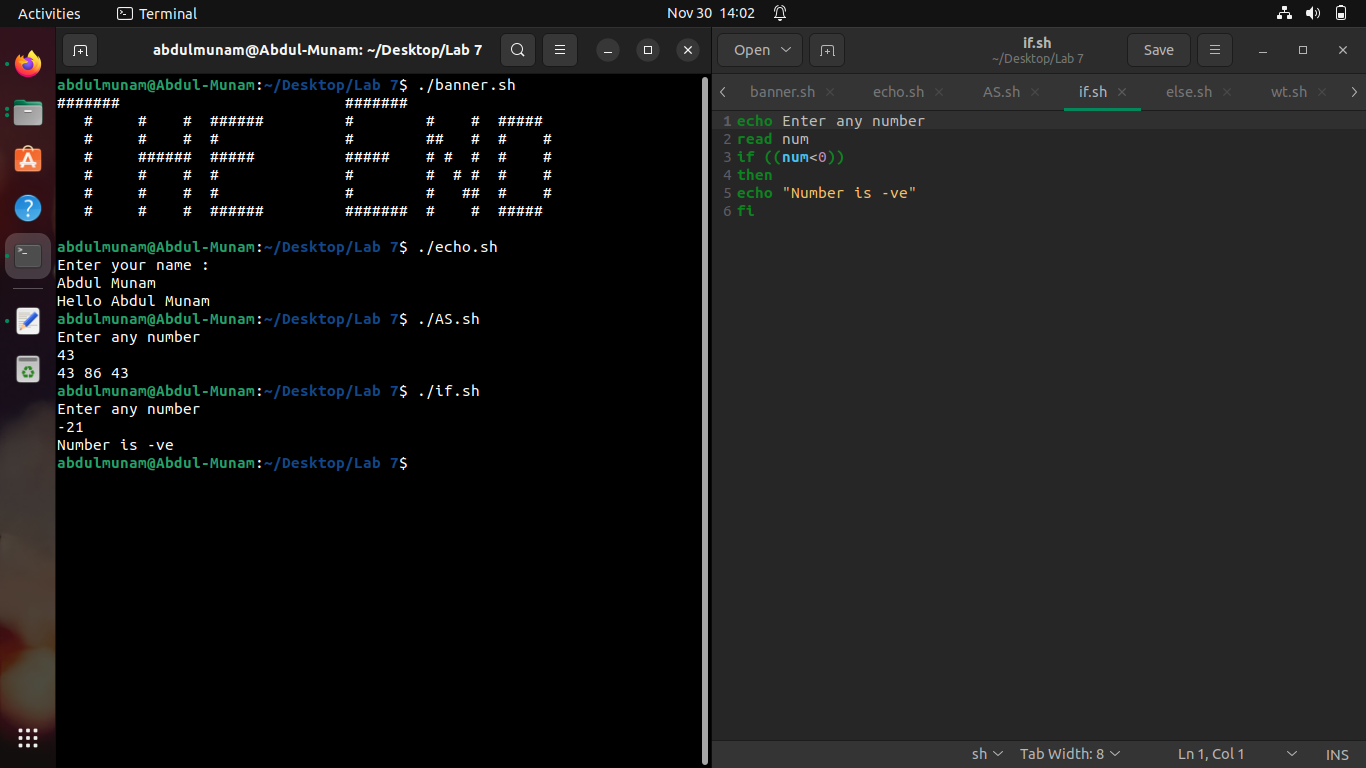 Activities
Terminal
Nov 30 14:02
abdulmunam@Abdul-Munam: ~/Desktop/Lab 7
abdulmunam@Abdul-Munam:~/Desktop/Lab 7$ ./banner.sh
#######                         #######
   #     #    #  ######         #        #    #  #####
   #     #    #  #              #        ##   #  #    #
   #     ######  #####          #####    # #  #  #    #
   #     #    #  #              #        #  # #  #    #
   #     #    #  #              #        #   ##  #    #
   #     #    #  ######         #######  #    #  #####
abdulmunam@Abdul-Munam:~/Desktop/Lab 7$ ./echo.sh
Enter your name :
Abdul Munam
Hello Abdul Munam
abdulmunam@Abdul-Munam:~/Desktop/Lab 7$ ./AS.sh
Enter any number
43
43 86 43
abdulmunam@Abdul-Munam:~/Desktop/Lab 7$ ./if.sh
Enter any number
-21
Number is -ve
abdulmunam@Abdul-Munam:~/Desktop/Lab 7$
Open
if.sh
~/Desktop/Lab 7
Save
banner.sh
echo.sh
AS.sh
if.sh
else.sh
wt.sh
1 echo Enter any number
2 read num
3 if ((num<0))
4 then
5 echo "Number is -ve"
6 fi
sh
Tab Width: 8
Ln 1, Col 1
INS